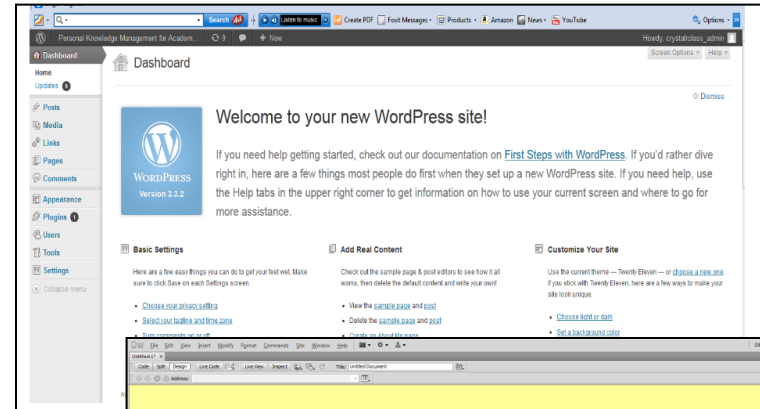 Search Listen to music Create PDF Foxit Messages Products Amazon News YouTube Options
Personal Knowledge Management for Academ... 9 + New Howdy, crystalrclass_admin
Dashboard
Home
Updates
Posts
Media
Links
Pages
Comments
Appearance
Plugins 1
Users
Tools
Settings
Collapse menu
Dashboard
Screen Options Help
Dismiss
WORDPRESS
Version 3.3.2
Welcome to your new WordPress site!
If you need help getting started, check out our documentation on First Steps with WordPress. If you'd rather dive
right in, here are a few things most people do first when they set up a new WordPress site. If you need help, use
the Help tabs in the upper right corner to get information on how to use your current screen and where to go for
more assistance.
Basic Settings
Here are a few easy things you can do to get your feet wet. Make
sure to click Save on each Settings screen.
• Choose your privacy setting
• Select your tagline and time zone
• Turn comments on or off
Add Real Content
Check out the sample page & post editors to see how it all
works, then delete the default content and write your own!
• View the sample page and post
• Delete the sample page and post
• Create an About Me page
Customize Your Site
Use the current theme — Twenty Eleven — or choose a new one.
If you stick with Twenty Eleven, here are a few ways to make your
site look unique.
• Choose light or dark
• Set a background color
DW File Edit View Insert Modify Format Commands Site Window Help
Untitled-1* ×
Code Split Design Live Code Live View Inspect Title: Untitled Document
Address: